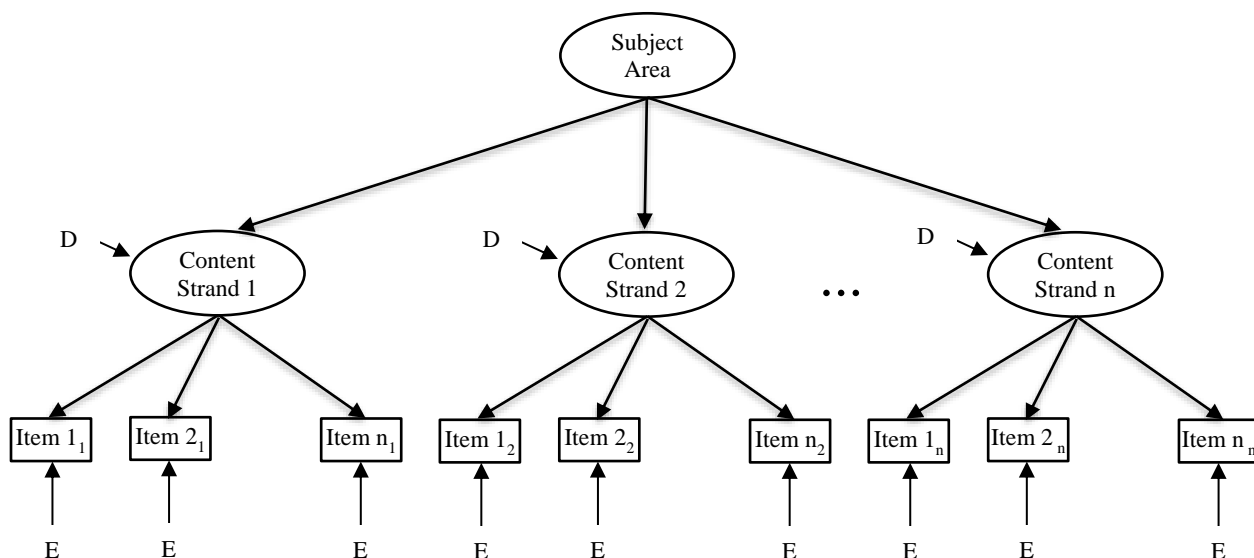 Subject
Area
D
Content
Strand 1
D
Content
Strand 2
...
D
Content
Strand n
Item 1₁
Item 2₁
Item n₁
Item 1₂
Item 2₂
Item n₂
Item 1ₙ
Item 2ₙ
Item nₙ
E
E
E
E
E
E
E
E
E